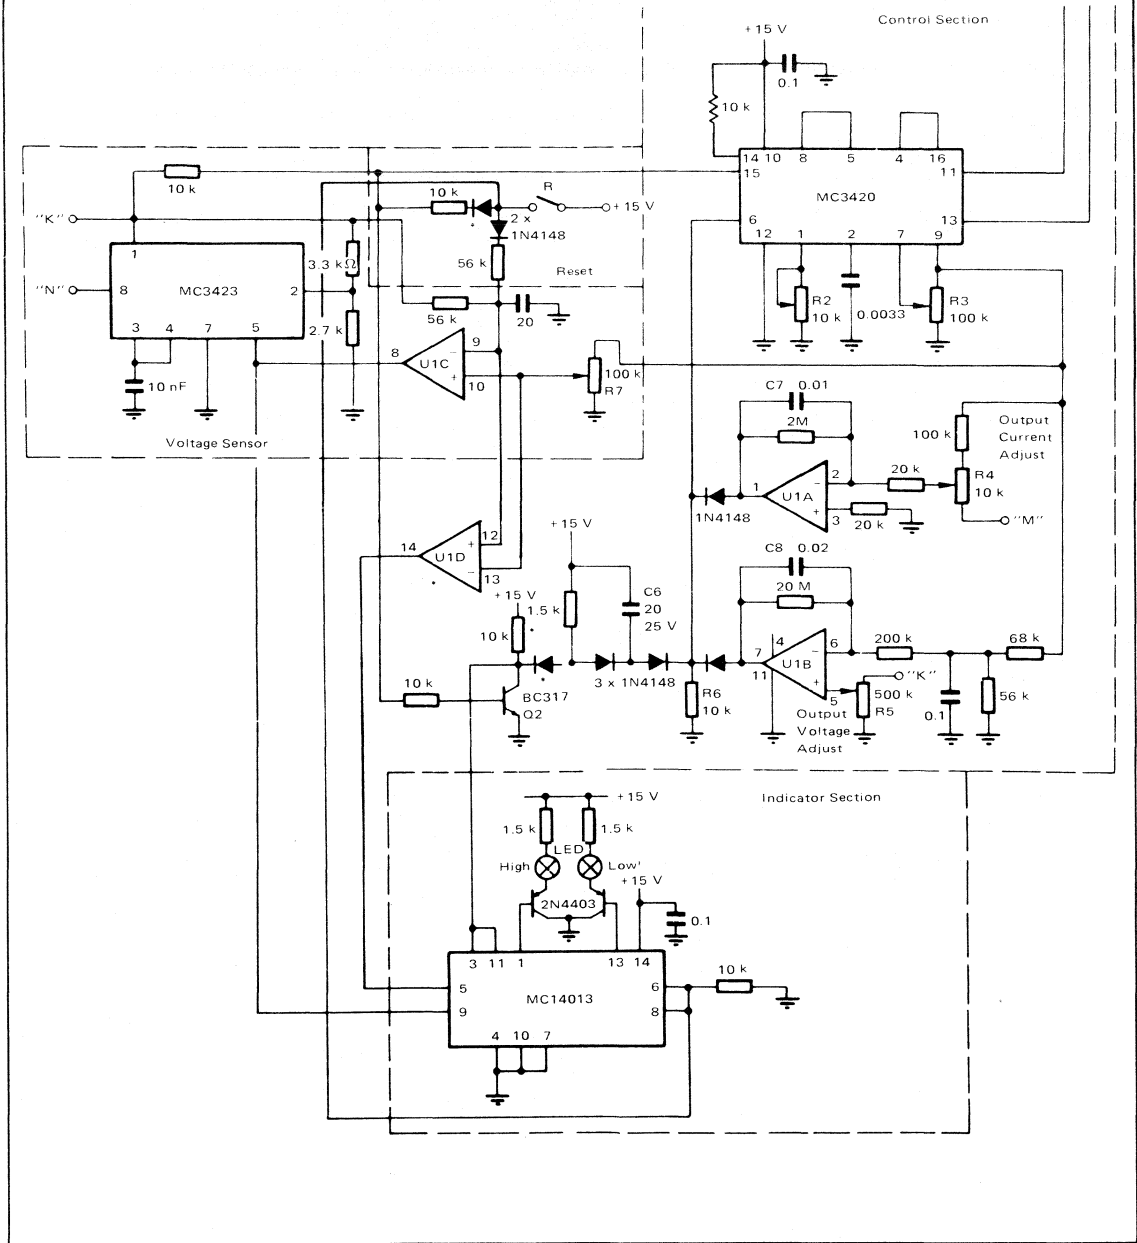 Control Section
+15 V
0.1
10 k
14 10 8 5 4 16
15 11
MC3420
6 13
12 1 2 7 9
R2
10 k
0.0033
R3
100 k
10 k
"K"
1
MC3423
"N"
8 2
3 4 7 5
3.3 kΩ
2.7 k
10 nF
Voltage Sensor
10 k
R
+15 V
2 x
1N4148
56 k
Reset
56 k
20
8
U1C
9
−
+
10
100 k
R7
C7 0.01
2M
1
U1A
2
−
+
3
1N4148
20 k
20 k
100 k
Output
Current
Adjust
R4
10 k
"M"
14
U1D
12
+
−
13
+15 V
1.5 k
C6
20
25 V
+15 V
10 k
10 k
BC317
Q2
3 x 1N4148
R6
10 k
C8 0.02
20 M
7
11
4
U1B
6
−
+
5
200 k
68 k
"K"
500 k
R5
0.1
56 k
Output
Voltage
Adjust
Indicator Section
+15 V
1.5 k 1.5 k
LED
High Low'
+15 V
2N4403
0.1
3 11 1 13 14
5 6
MC14013
9 8
4 10 7
10 k